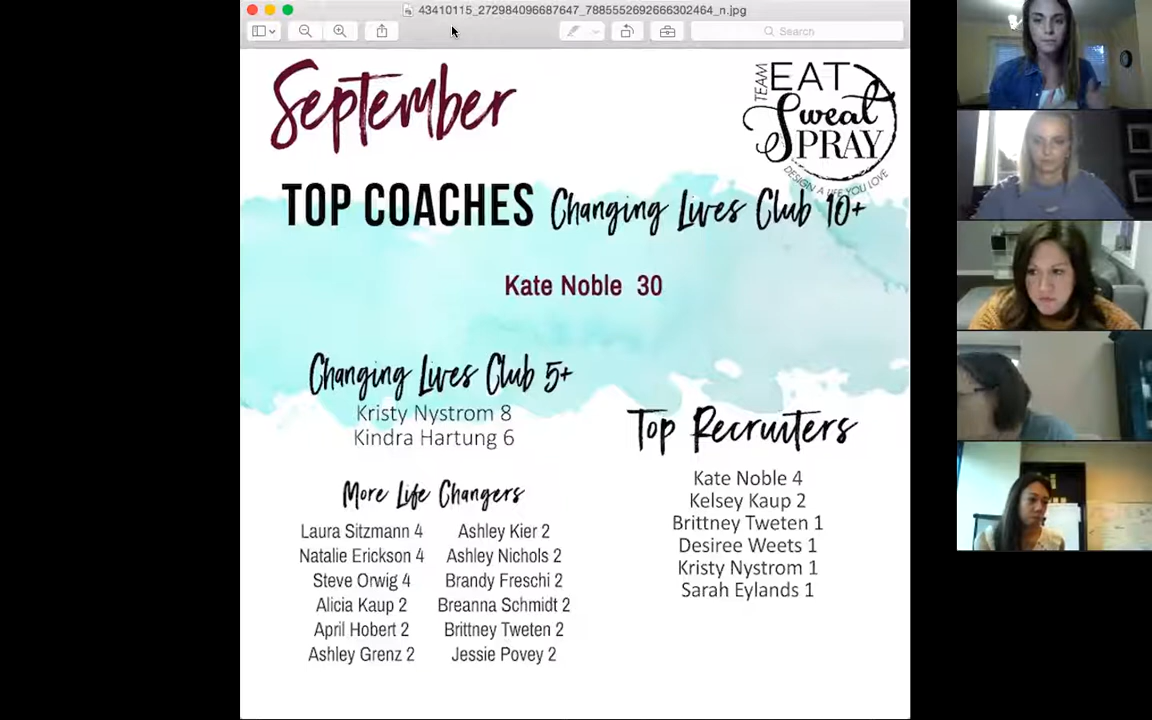 43410115_272984096687647_7885552692666302464_n.jpg
Search
September
TEAM
EAT
Sweat
PRAY
DESIGN A LIFE YOU LOVE
TOP COACHES Changing Lives Club 10+
Kate Noble 30
Changing Lives Club 5+
Kristy Nystrom 8
Kindra Hartung 6
Top Recruiters
Kate Noble 4
Kelsey Kaup 2
Brittney Tweten 1
Desiree Weets 1
Kristy Nystrom 1
Sarah Eylands 1
More Life Changers
Laura Sitzmann 4 Ashley Kier 2
Natalie Erickson 4 Ashley Nichols 2
Steve Orwig 4 Brandy Freschi 2
Alicia Kaup 2 Breanna Schmidt 2
April Hobert 2 Brittney Tweten 2
Ashley Grenz 2 Jessie Povey 2